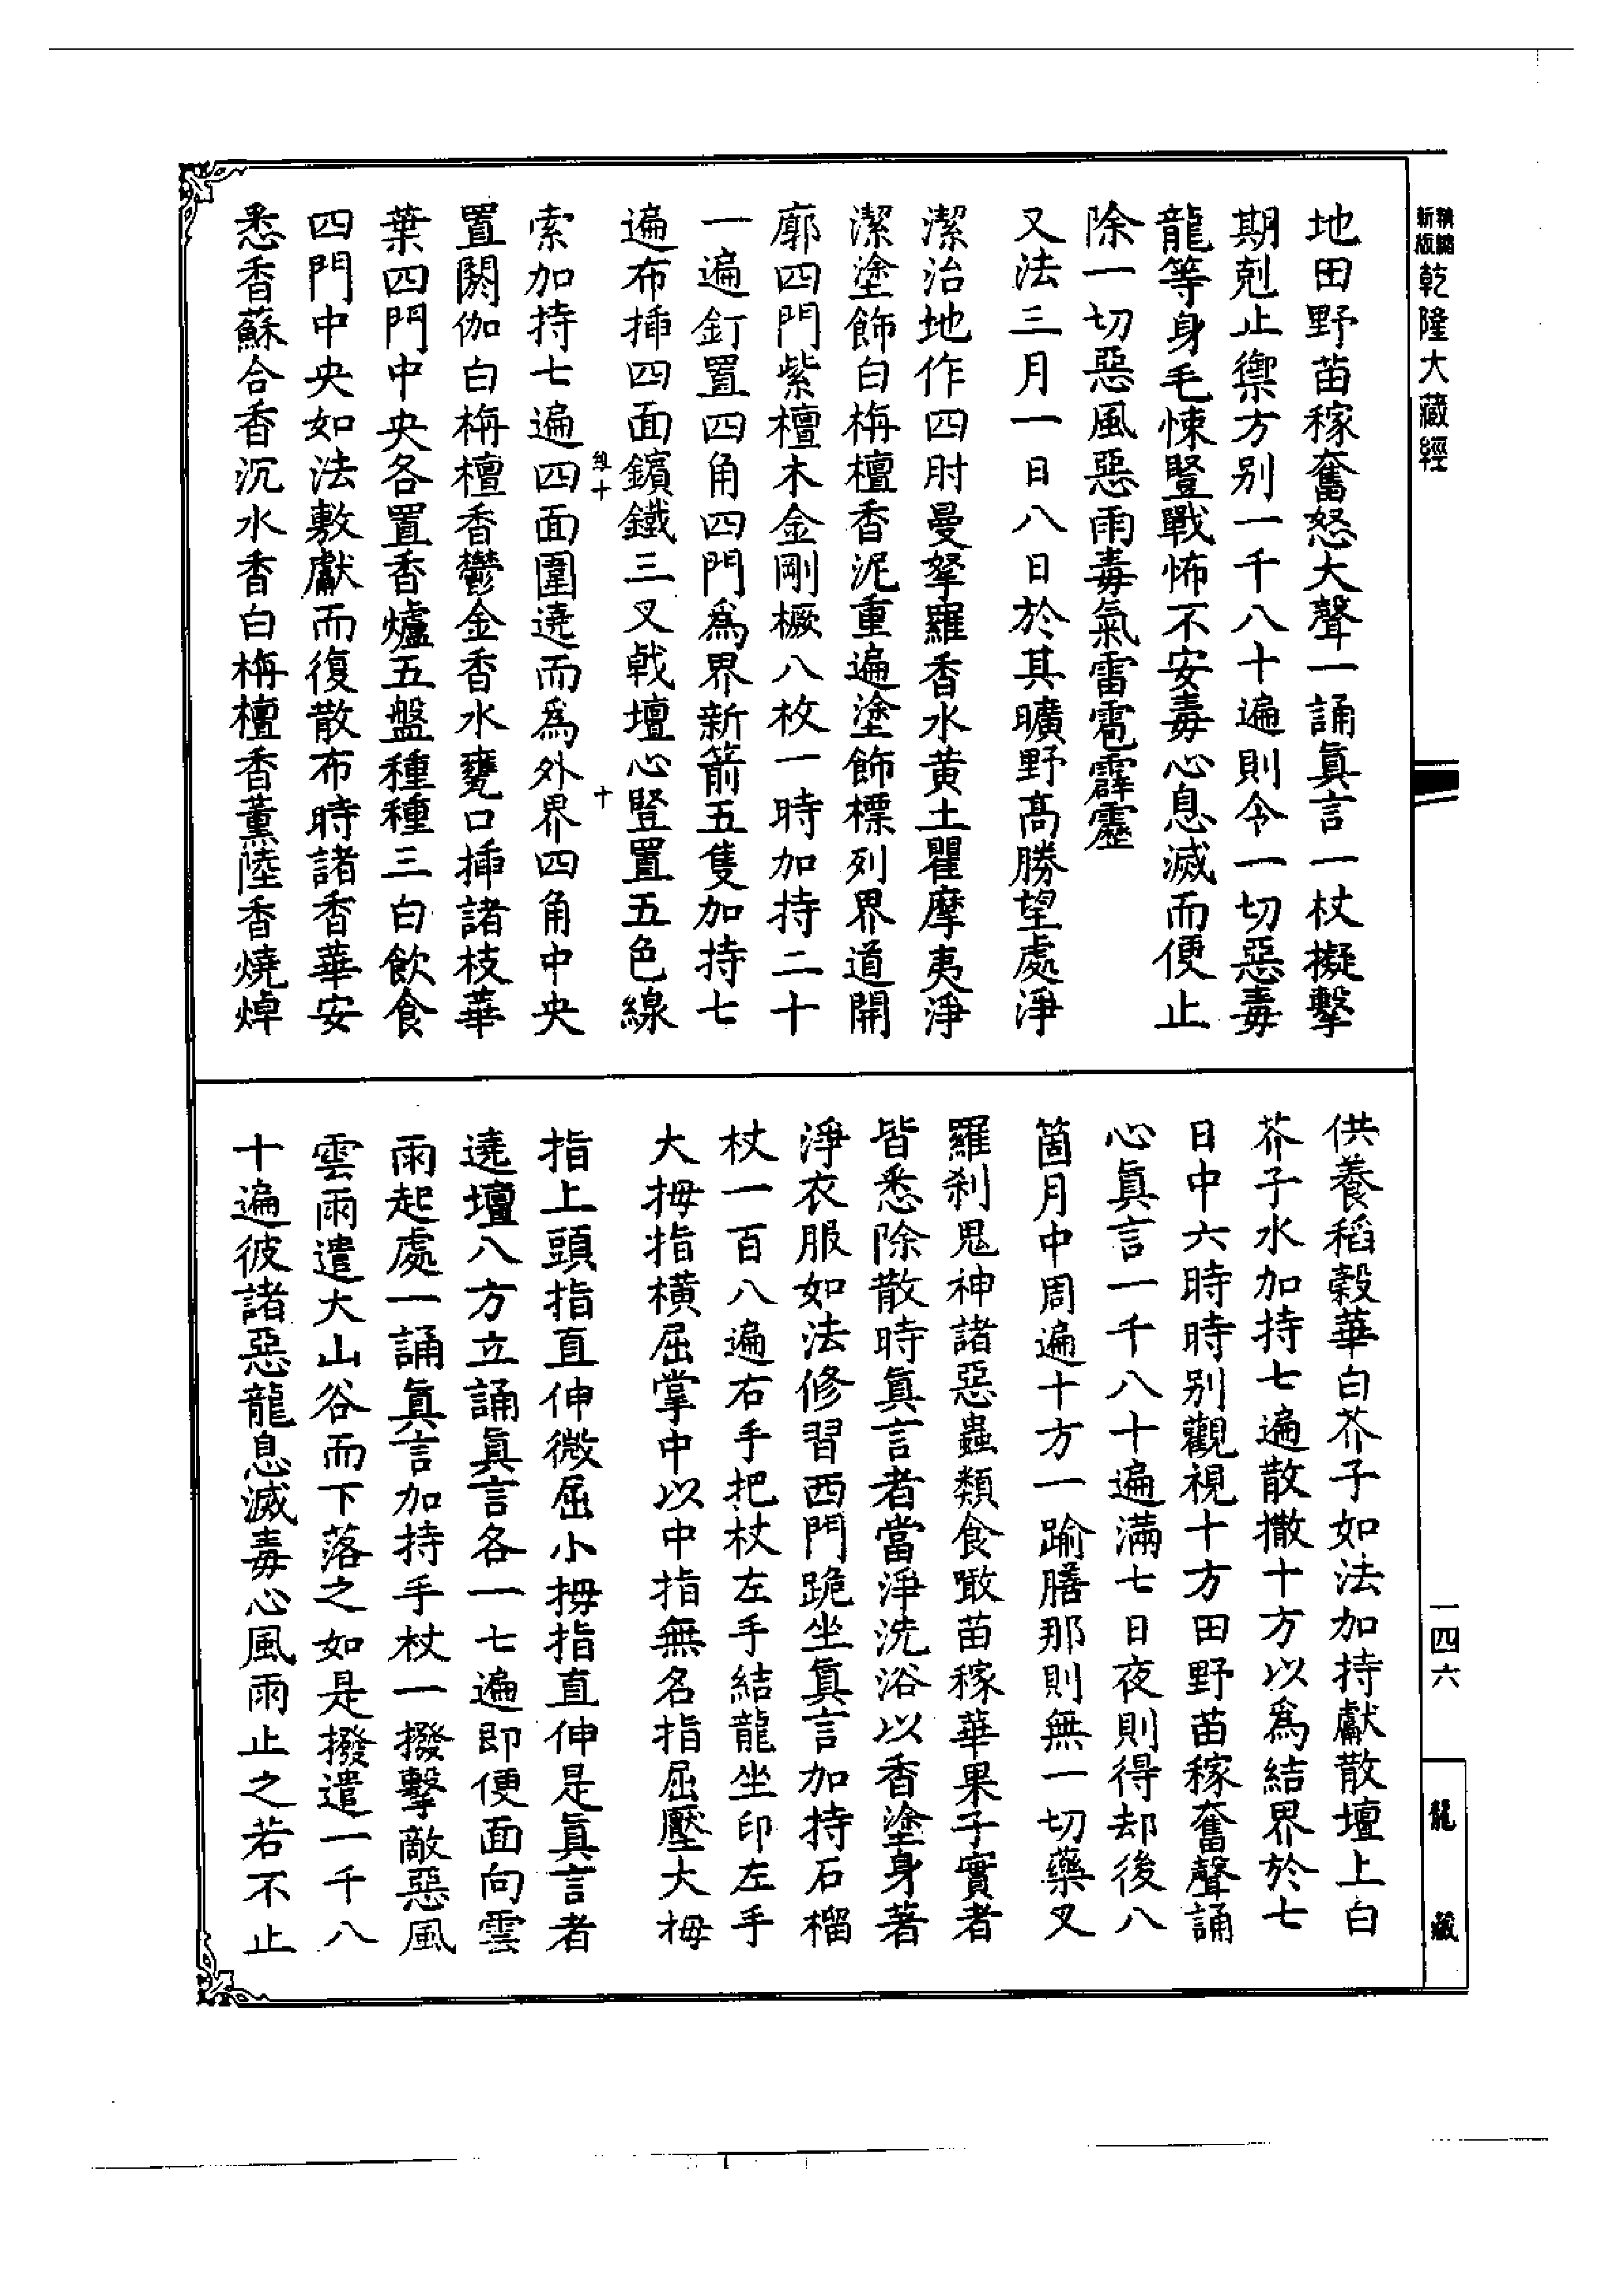 新版
乾隆大藏經
地田野苗稼奮怒大聲一誦眞言一杖擬擊
期剋止禦方別一千八十遍則令一切惡毒
龍等身毛悚豎戰怖不安毒心息滅而便止
除一切惡風惡雨毒氣雷雹霹靂
又法三月一日八日於其曠野高勝望處淨
潔治地作四肘曼拏羅香水黃土瞿摩夷淨
潔塗飾白栴檀香泥重遍塗飾標列界道開
廓四門紫檀木金剛橛八枚一時加持二十
一遍釘置四角四門爲界新箭五隻加持七
遍布揷四面鑌鐵三叉戟壇心豎置五色線
十
十
索加持七遍四面圍遶而爲外界四角中央
置閼伽白栴檀香鬱金香水甕口揷諸枝華
葉四門中央各置香爐五盤種種三白飲食
四門中央如法敷獻而復散布時諸香華安
悉香蘇合香沉水香白栴檀香薰陸香燒焯
供養稻穀華白芥子如法加持獻散壇上白
芥子水加持七遍散撒十方以爲結界於七
日中六時時別觀視十方田野苗稼奮聲誦
心眞言一千八十遍滿七日夜則得却後八
箇月中周遍十方一踰膳那則無一切藥叉
羅刹鬼神諸惡蟲類食噉苗稼華果子實者
皆悉除散時眞言者當淨洗浴以香塗身著
淨衣服如法修習西門跪坐眞言加持石榴
杖一百八遍右手把杖左手結龍坐印左手
大拇指橫屈掌中以中指無名指屈壓大拇
指上頭指直伸微屈小拇指直伸是眞言者
遶壇八方立誦眞言各一七遍即便面向雲
雨起處一誦眞言加持手杖一撥擊敵惡風
雲雨遣大山谷而下落之如是撥遣一千八
十遍彼諸惡龍息滅毒心風雨止之若不止
一四六
龍藏